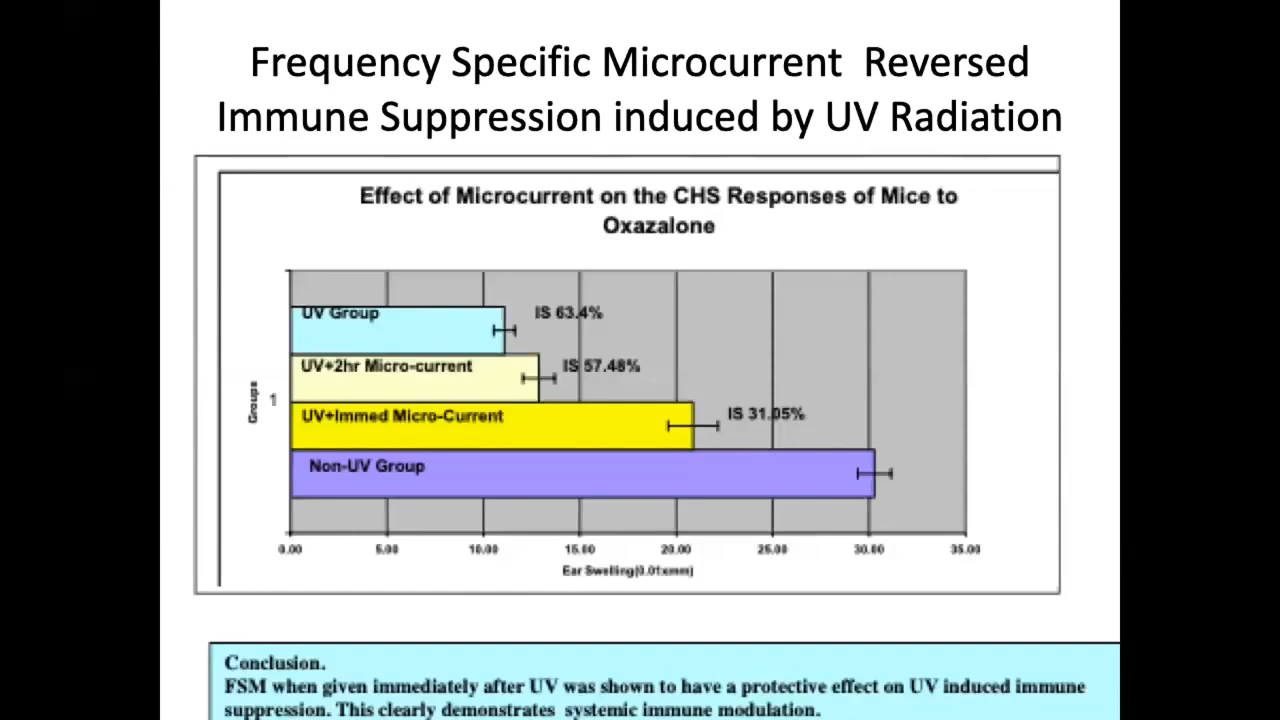 Frequency Specific Microcurrent  Reversed
Immune Suppression induced by UV Radiation
Effect of Microcurrent on the CHS Responses of Mice to
Oxazalone
UV Group
IS 63.4%
UV+2hr Micro-current
IS 57.48%
Groups
1
UV+Immed Micro-Current
IS 31.05%
Non-UV Group
0.00 5.00 10.00 15.00 20.00 25.00 30.00 35.00
Ear Swelling(0.01xmm)
Conclusion.
FSM when given immediately after UV was shown to have a protective effect on UV induced immune
suppression. This clearly demonstrates  systemic immune modulation.